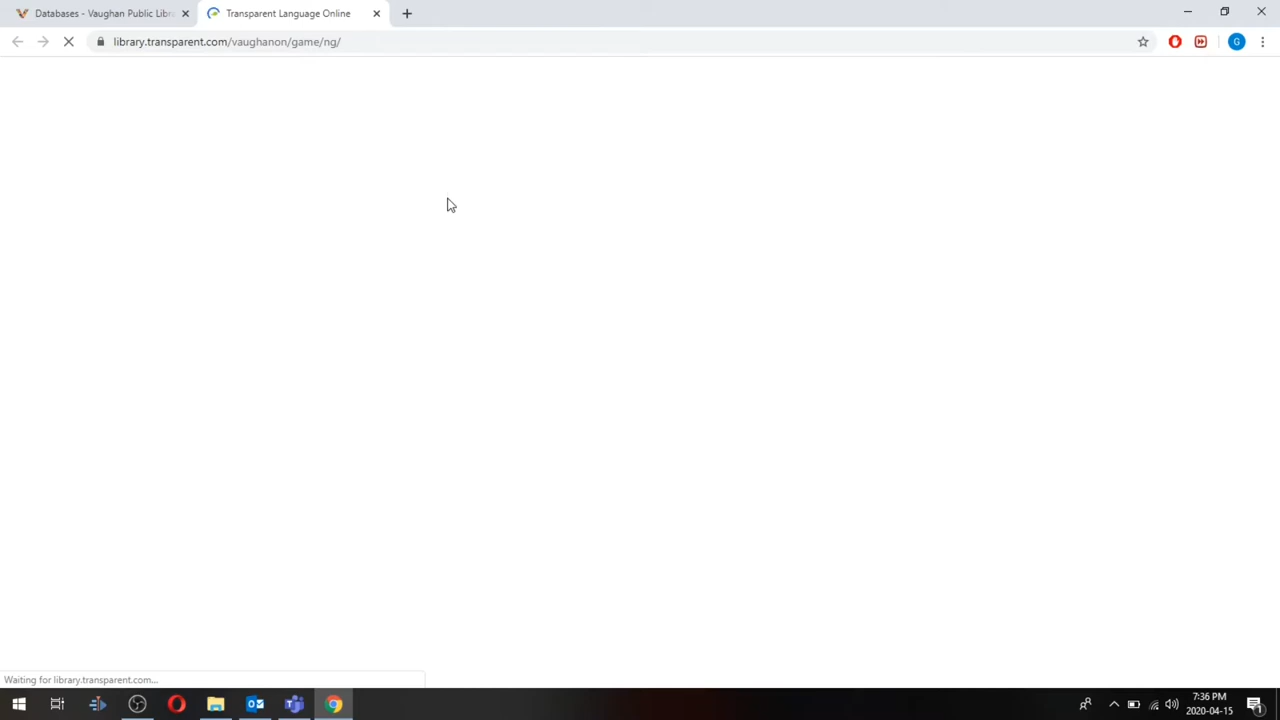 Databases - Vaughan Public Libr
Transparent Language Online
library.transparent.com/vaughanon/game/ng/
G
Waiting for library.transparent.com...
7:36 PM
2020-04-15
1